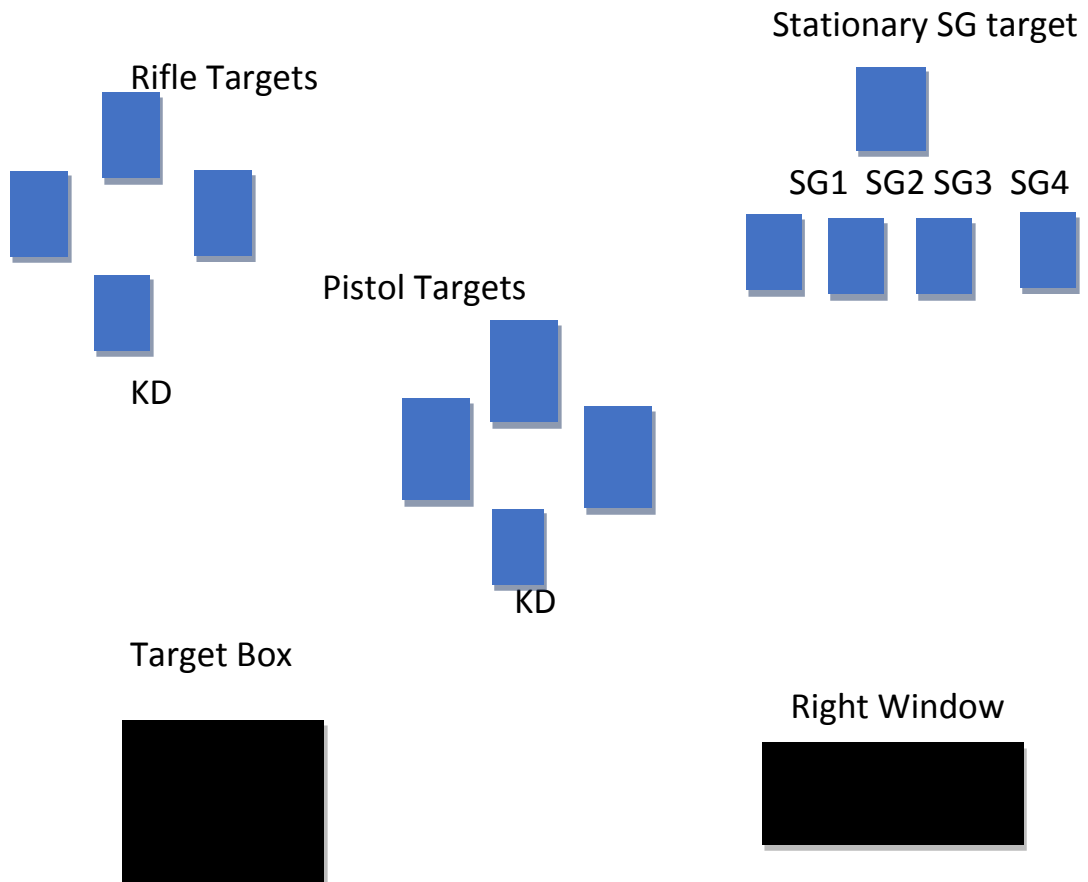 Stationary SG target
Rifle Targets
SG1 SG2 SG3 SG4
Pistol Targets
KD
KD
Target Box
Right Window